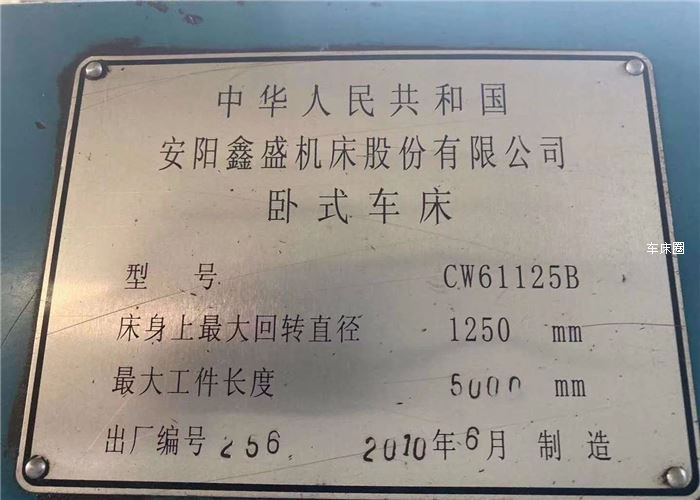 中华人民共和国
安阳鑫盛机床股份有限公司
卧式车床
型 号 CW61125B
床身上最大回转直径 1250 mm
最大工件长度 5000 mm
出厂编号 256 2010年6月 制造
车床圈